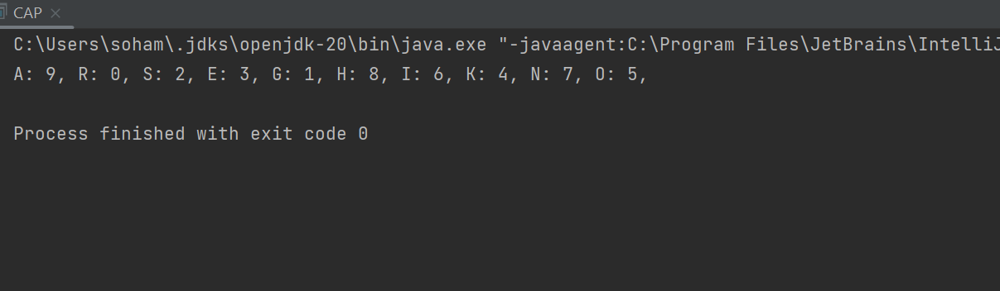 CAP
C:\Users\soham\.jdks\openjdk-20\bin\java.exe "-javaagent:C:\Program Files\JetBrains\IntelliJ
A: 9, R: 0, S: 2, E: 3, G: 1, H: 8, I: 6, K: 4, N: 7, O: 5,
Process finished with exit code 0